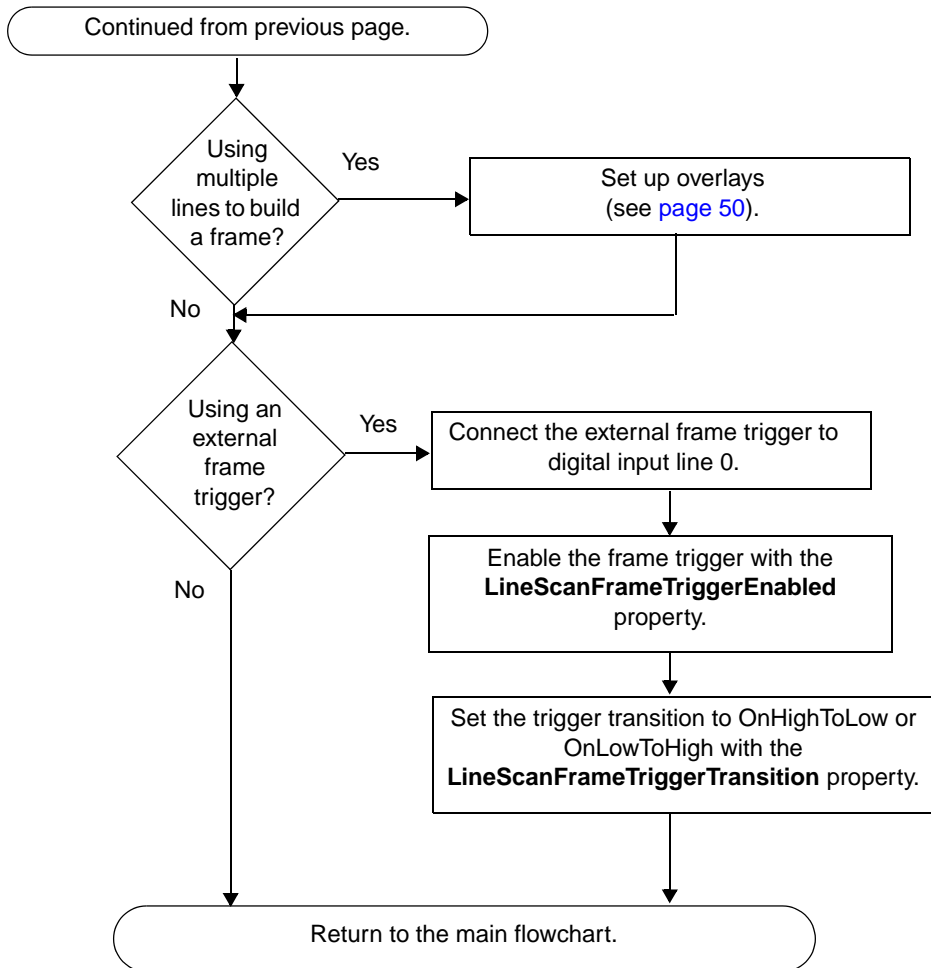 Continued from previous page.
Using
multiple
lines to build
a frame?
Yes
Set up overlays
(see page 50).
No
Using an
external
frame
trigger?
Yes
Connect the external frame trigger to
digital input line 0.
Enable the frame trigger with the
LineScanFrameTriggerEnabled
property.
No
Set the trigger transition to OnHighToLow or
OnLowToHigh with the
LineScanFrameTriggerTransition property.
Return to the main flowchart.